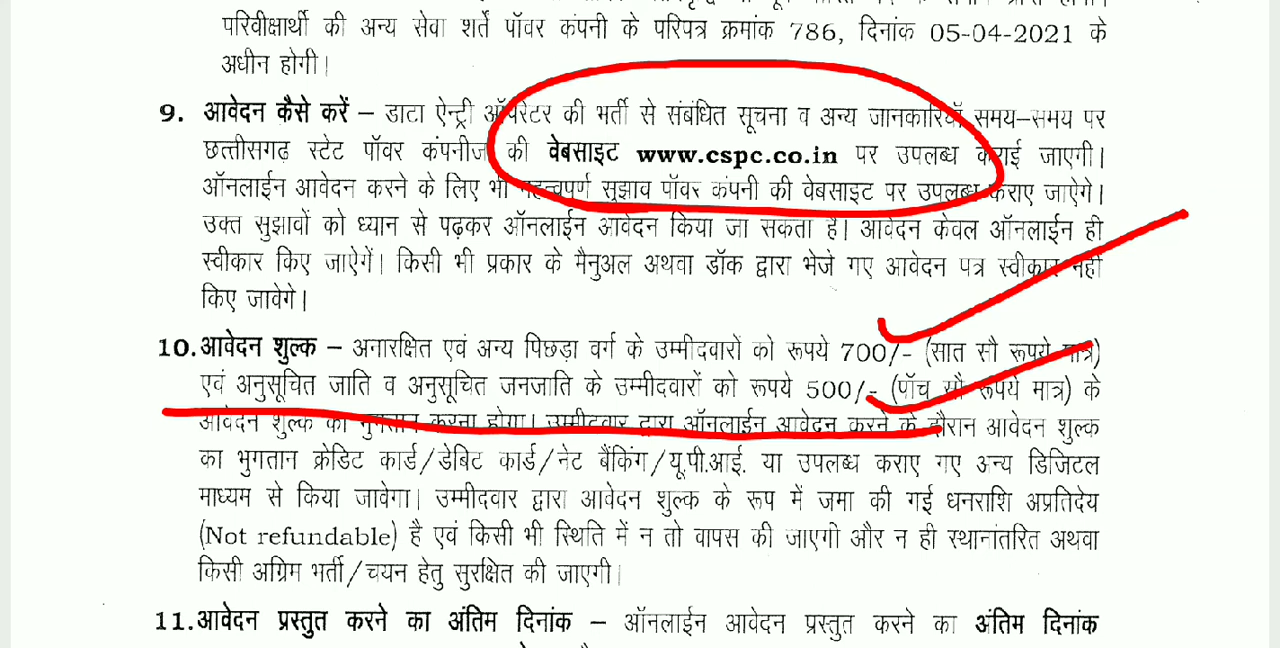 परिवीक्षार्थी की अन्य सेवा शर्ते पॉवर कंपनी के परिपत्र क्रमांक 786, दिनांक 05-04-2021 के
अधीन होगी।
9. आवेदन कैसे करें – डाटा ऐन्ट्री ऑपरेटर की भर्ती से संबंधित सूचना व अन्य जानकारियॉ समय–समय पर
छत्तीसगढ़ स्टेट पॉवर कंपनीज की वेबसाइट www.cspc.co.in पर उपलब्ध कराई जाएगी।
ऑनलाईन आवेदन करने के लिए भी महत्वपर्ण सुझाव पॉवर कंपनी की वेबसाइट पर उपलब्ध कराए जाऐगे।
उक्त सुझावों को ध्यान से पढ़कर ऑनलाईन आवेदन किया जा सकता है। आवेदन केवल ऑनलाईन ही
स्वीकार किए जाऐगें। किसी भी प्रकार के मैनुअल अथवा डॉक द्वारा भेजे गए आवेदन पत्र स्वीकार नही
किए जावेगे।
10. आवेदन शुल्क – अनारक्षित एवं अन्य पिछड़ा वर्ग के उम्मीदवारों को रूपये 700/- (सात सौ रूपये मात्र)
एवं अनुसूचित जाति व अनुसूचित जनजाति के उम्मीदवारों को रूपये 500/- (पॉच सौ रूपये मात्र) के
आवेदन शुल्क का भुगतान करना होगा। उम्मीदवार द्वारा ऑनलाईन आवेदन करने के दौरान आवेदन शुल्क
का भुगतान क्रेडिट कार्ड/डेबिट कार्ड/नेट बैंकिंग/यू.पी.आई. या उपलब्ध कराए गए अन्य डिजिटल
माध्यम से किया जावेगा। उम्मीदवार द्वारा आवेदन शुल्क के रूप में जमा की गई धनराशि अप्रतिदेय
(Not refundable) है एवं किसी भी स्थिति में न तो वापस की जाएगी और न ही स्थानांतरित अथवा
किसी अग्रिम भर्ती/चयन हेतु सुरक्षित की जाएगी।
11. आवेदन प्रस्तुत करने का अंतिम दिनांक – ऑनलाईन आवेदन प्रस्तुत करने का अंतिम दिनांक